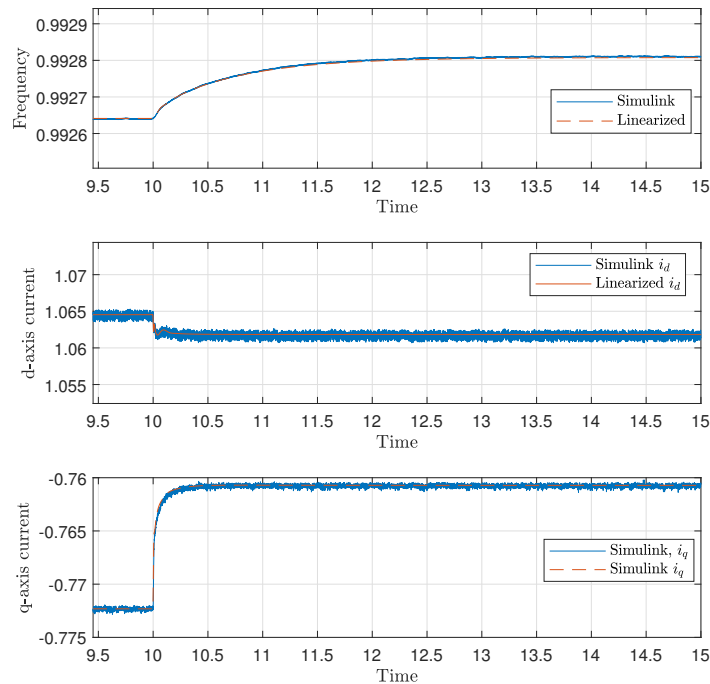 0.9929
0.9928
0.9927
0.9926
Frequency
Simulink
Linearized
9.5 10 10.5 11 11.5 12 12.5 13 13.5 14 14.5 15
Time
1.07
1.065
1.06
1.055
d-axis current
Simulink i_d
Linearized i_d
9.5 10 10.5 11 11.5 12 12.5 13 13.5 14 14.5 15
Time
-0.76
-0.765
-0.77
-0.775
q-axis current
Simulink, i_q
Simulink i_q
9.5 10 10.5 11 11.5 12 12.5 13 13.5 14 14.5 15
Time